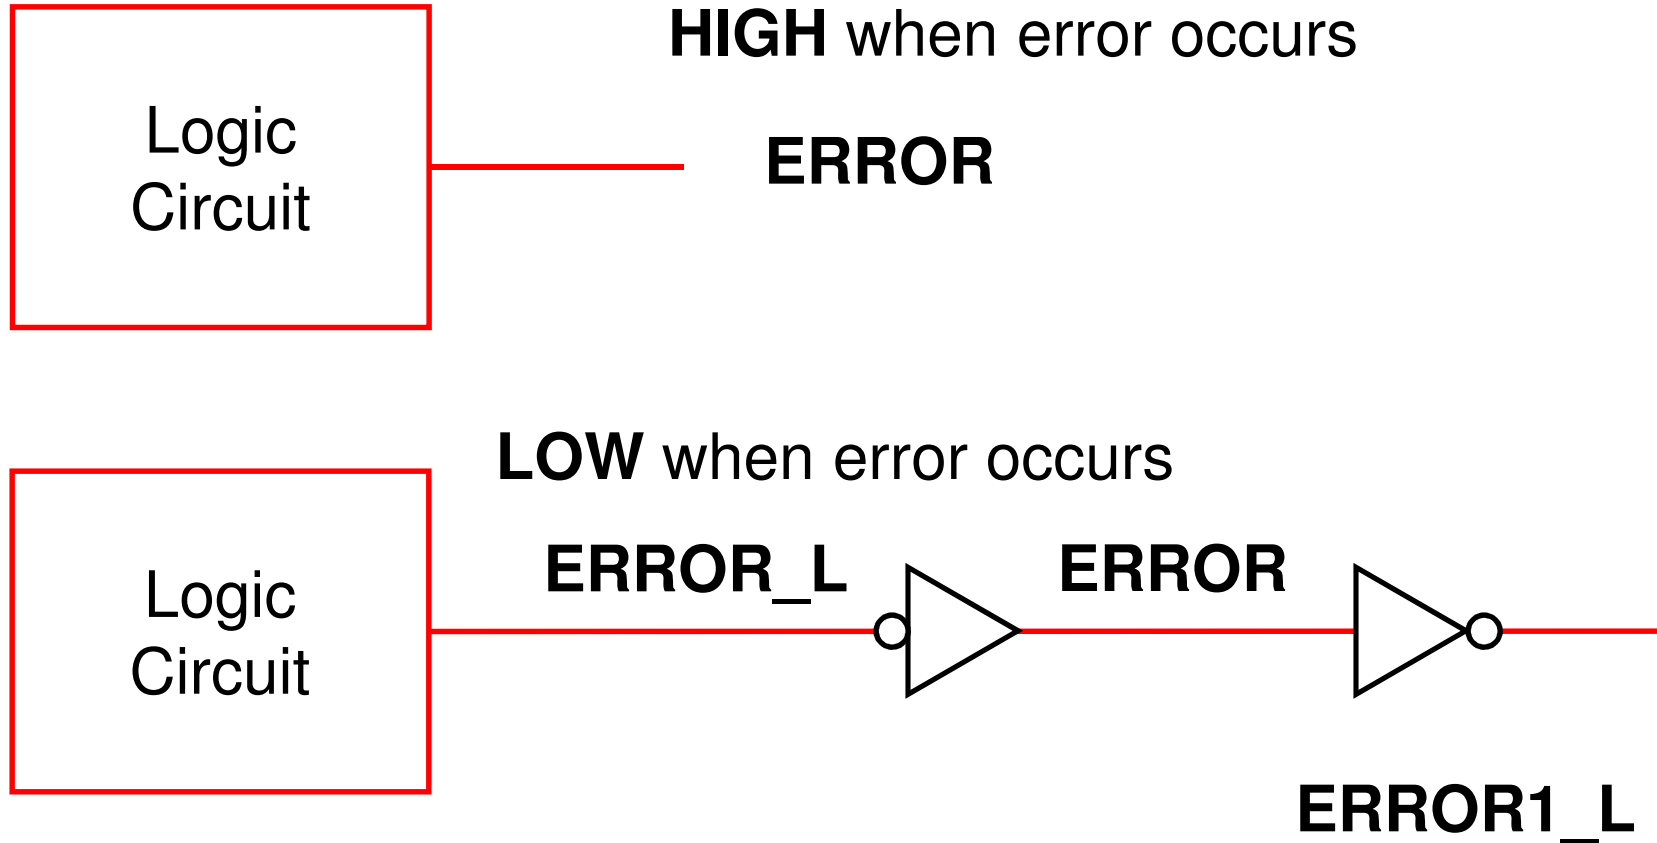 HIGH when error occurs
Logic
Circuit
ERROR
LOW when error occurs
ERROR_L
ERROR
Logic
Circuit
ERROR1_L